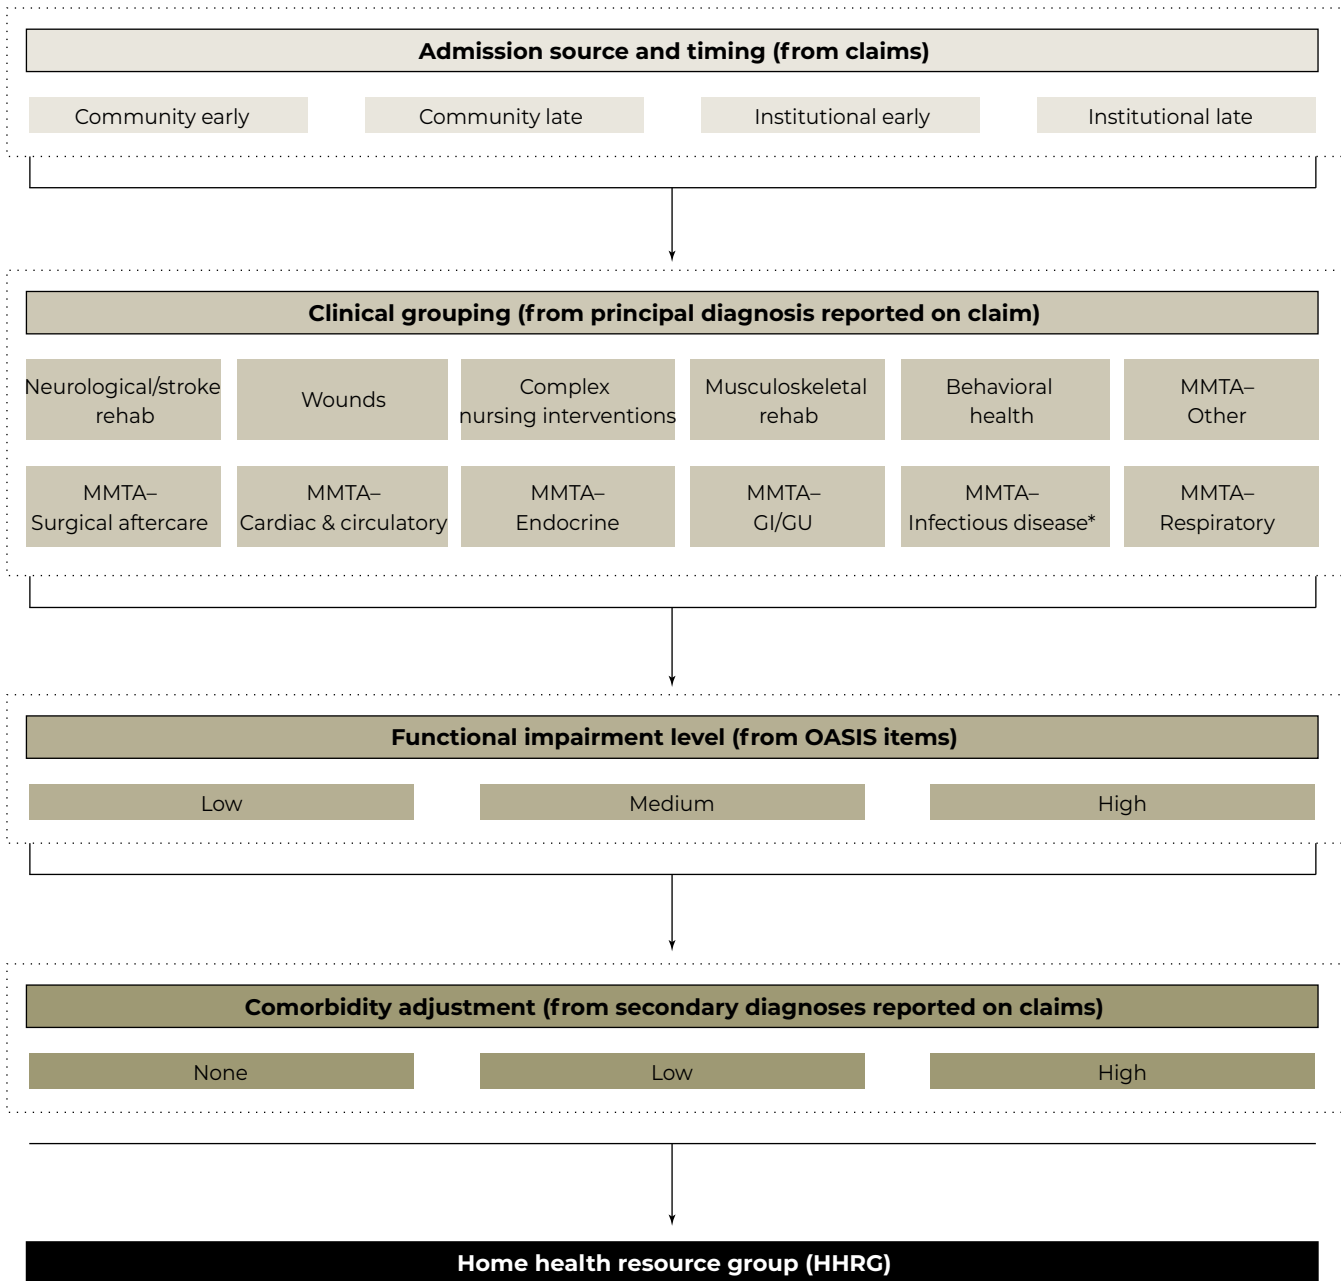 Admission source and timing (from claims)
Community early
Community late
Institutional early
Institutional late
Clinical grouping (from principal diagnosis reported on claim)
Neurological/stroke
rehab
Wounds
Complex
nursing interventions
Musculoskeletal
rehab
Behavioral
health
MMTA–
Other
MMTA–
Surgical aftercare
MMTA–
Cardiac & circulatory
MMTA–
Endocrine
MMTA–
GI/GU
MMTA–
Infectious disease*
MMTA–
Respiratory
Functional impairment level (from OASIS items)
Low
Medium
High
Comorbidity adjustment (from secondary diagnoses reported on claims)
None
Low
High
Home health resource group (HHRG)